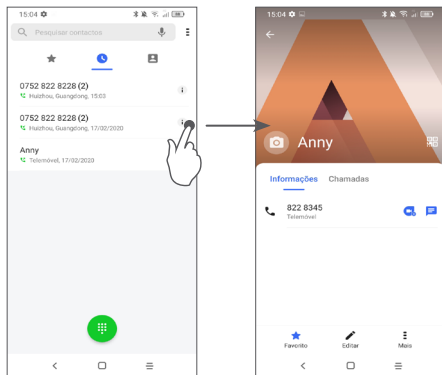 15:04
Pesquisar contactos
0752 822 8228 (2)
Huizhou, Guangdong, 15:03
0752 822 8228 (2)
Huizhou, Guangdong, 17/02/2020
Anny
Telemóvel, 17/02/2020
15:04
Anny
Informações Chamadas
822 8345
Telemóvel
Favorito Editar Mais